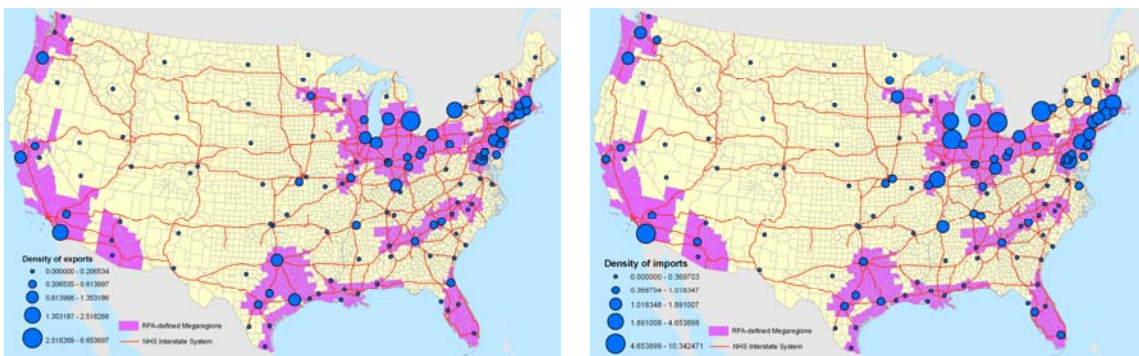 Density of exports
0.000000 - 0.206534
0.206535 - 0.613997
0.613998 - 1.353186
1.353187 - 2.518268
2.518269 - 6.653697
RPA-defined Megaregions
NHS Interstate System
Density of imports
0.000000 - 0.369703
0.369704 - 1.018347
1.018348 - 1.891007
1.891008 - 4.653898
4.653899 - 10.342471
RPA-defined Megaregions
NHS Interstate System